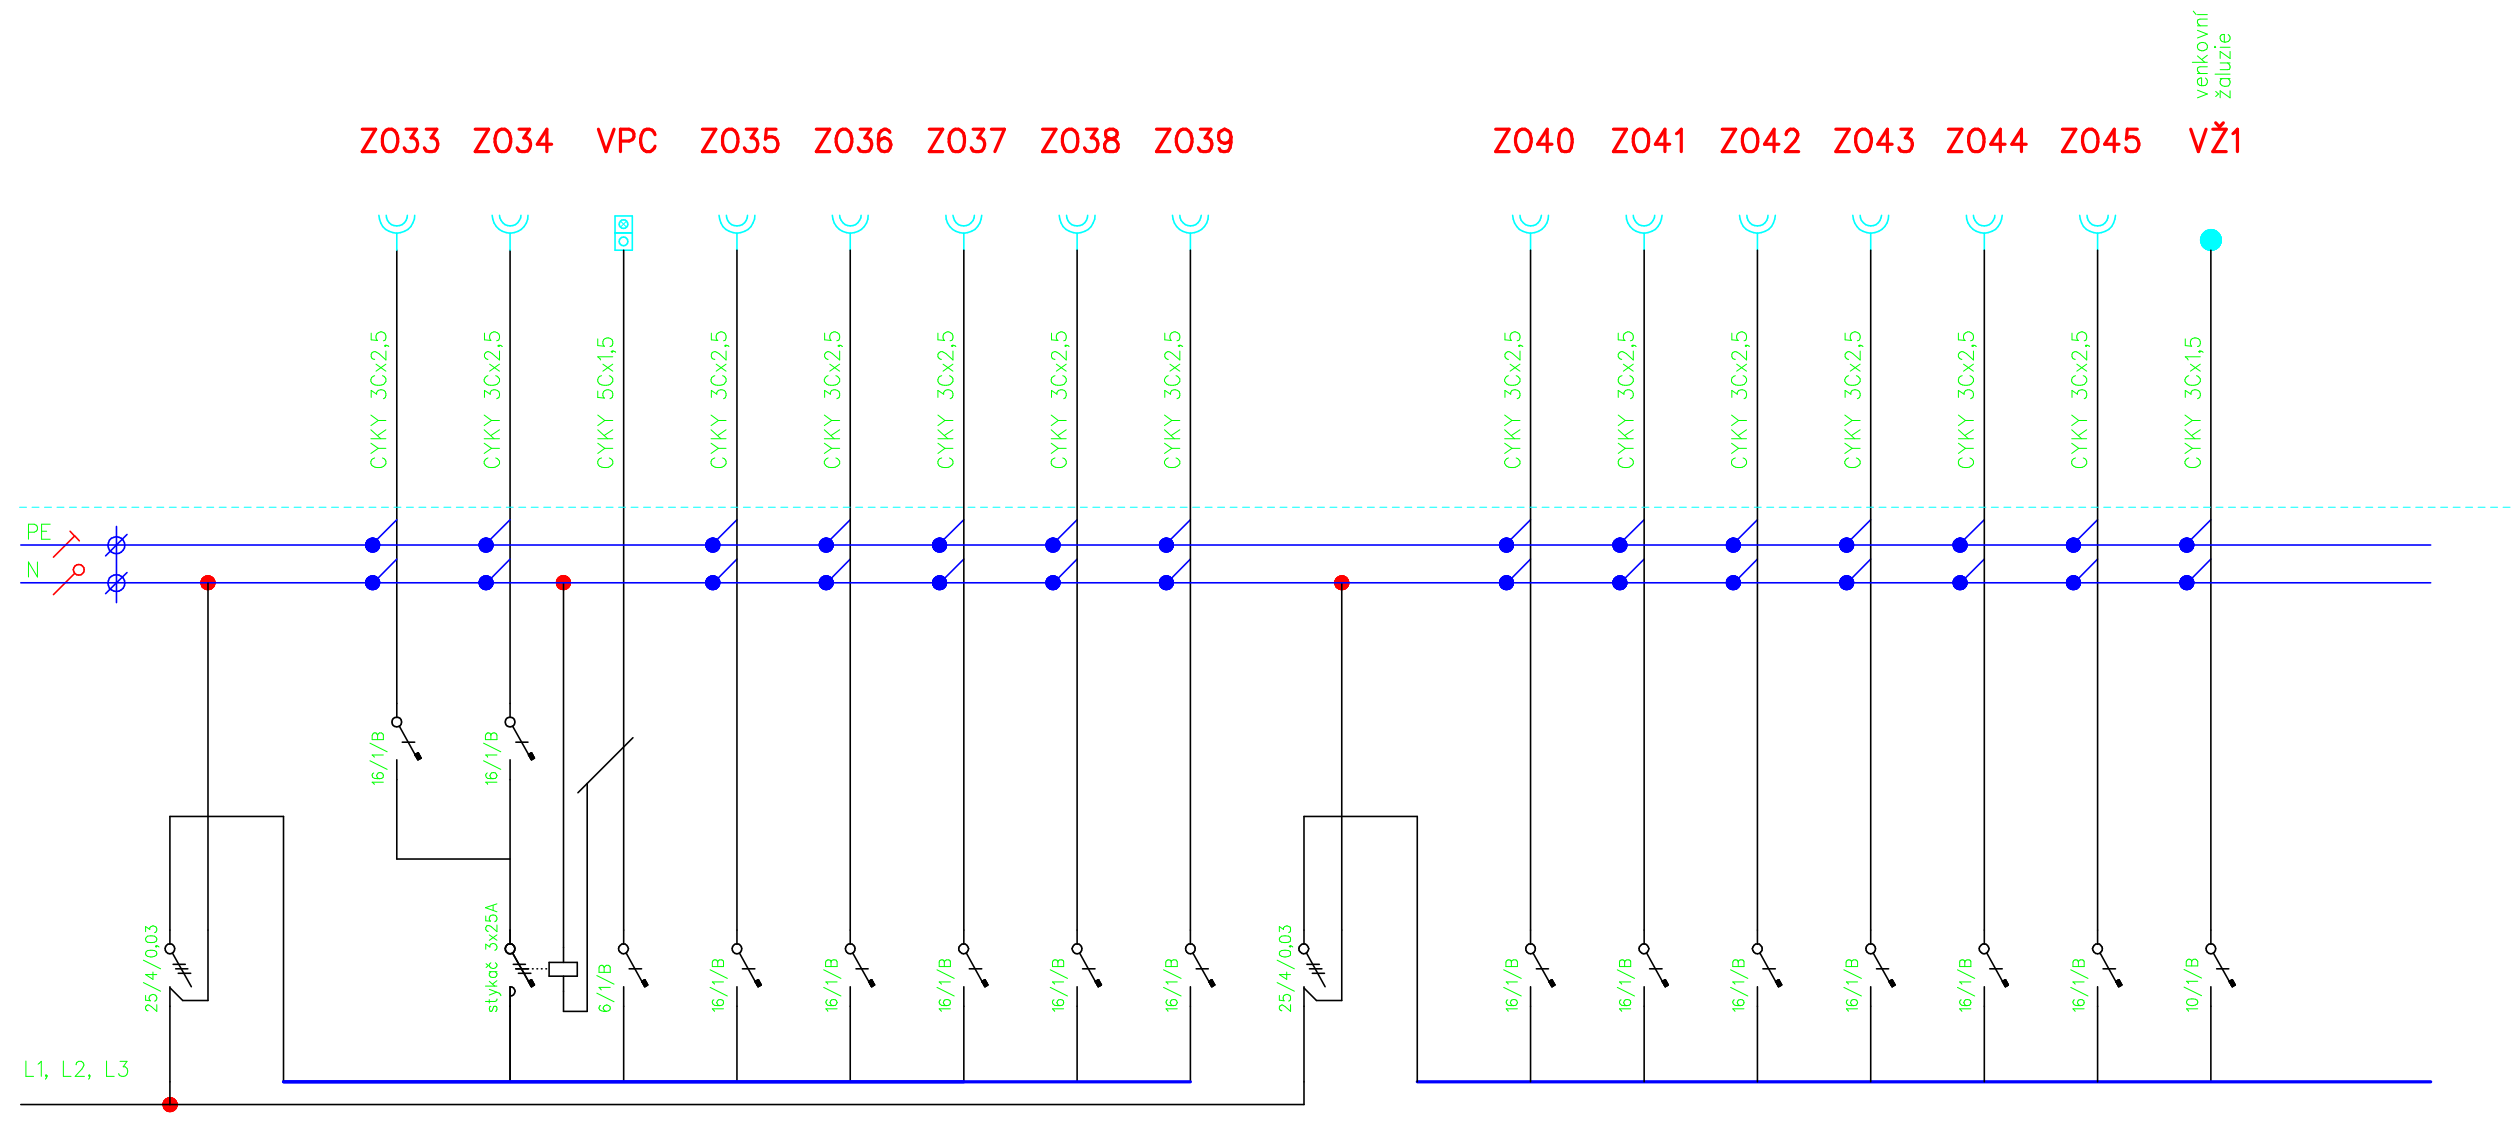 venkovní
žaluzie
ZO33
ZO34
VPC
ZO35
ZO36
ZO37
ZO38
ZO39
ZO40
ZO41
ZO42
ZO43
ZO44
ZO45
VŽ1
CYKY 3Cx2,5
CYKY 3Cx2,5
CYKY 5Cx1,5
CYKY 3Cx2,5
CYKY 3Cx2,5
CYKY 3Cx2,5
CYKY 3Cx2,5
CYKY 3Cx2,5
CYKY 3Cx2,5
CYKY 3Cx2,5
CYKY 3Cx2,5
CYKY 3Cx2,5
CYKY 3Cx2,5
CYKY 3Cx2,5
CYKY 3Cx1,5
PE
N
16/1/B
16/1/B
25/4/0,03
stykač 3x25A
6/1/B
16/1/B
16/1/B
16/1/B
16/1/B
16/1/B
25/4/0,03
16/1/B
16/1/B
16/1/B
16/1/B
16/1/B
16/1/B
10/1/B
L1, L2, L3